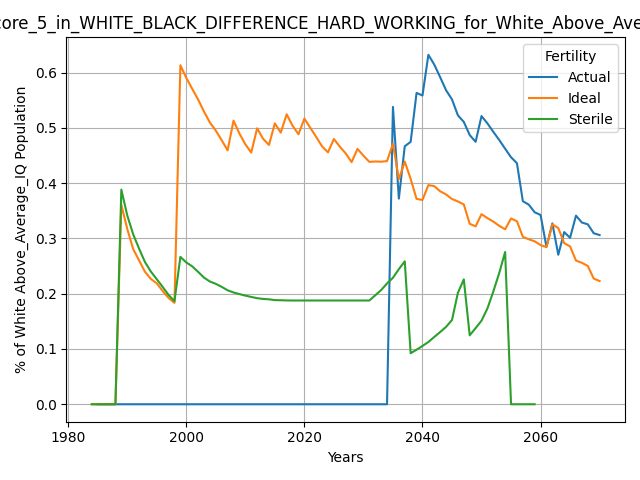 core_5_in_WHITE_BLACK_DIFFERENCE_HARD_WORKING_for_White_Above_Ave
Fertility
Actual
Ideal
Sterile
% of White Above_Average_IQ Population
0.6
0.5
0.4
0.3
0.2
0.1
0.0
1980 2000 2020 2040 2060
Years